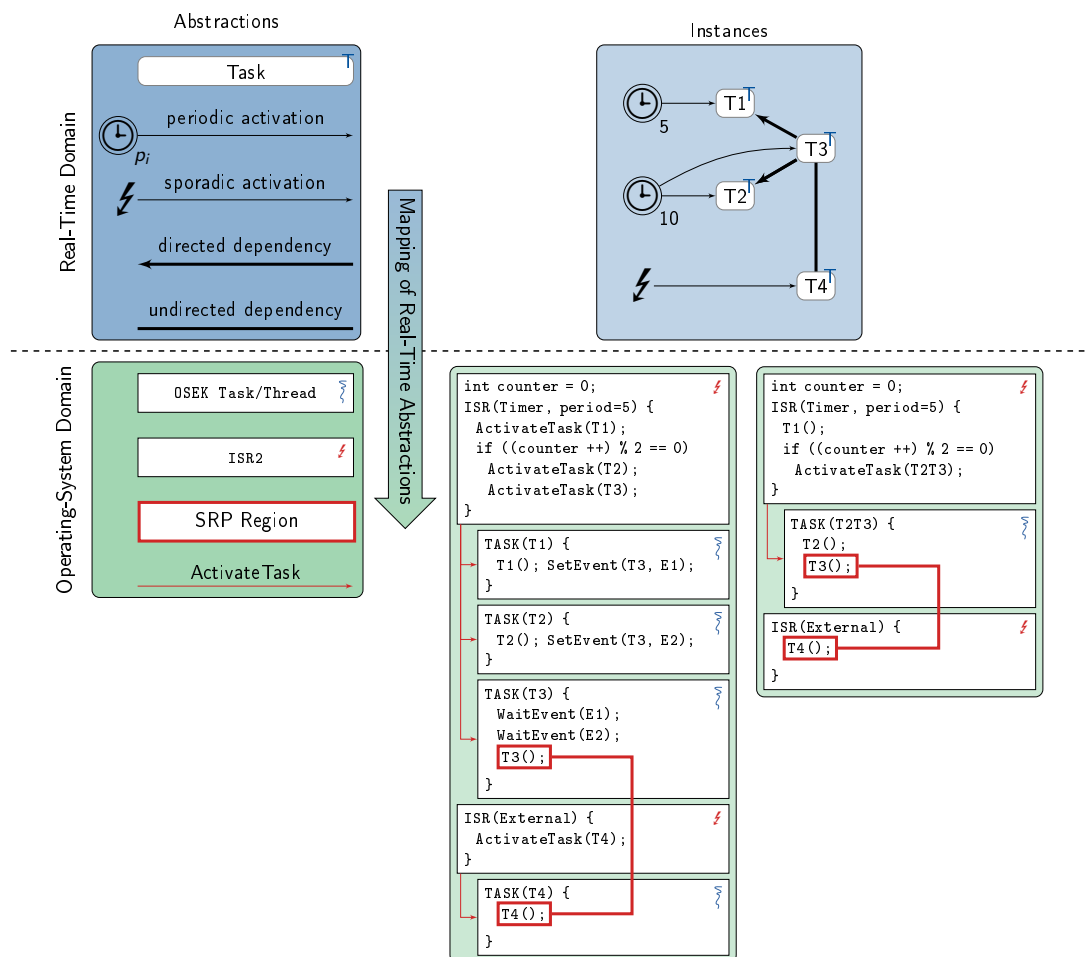 Abstractions
Instances
Real-Time Domain
Task
T
periodic activation
pi
sporadic activation
directed dependency
undirected dependency
5
T1
T
T3
T
10
T2
T
T4
T
Mapping of Real-Time Abstractions
Operating-System Domain
OSEK Task/Thread
ISR2
SRP Region
ActivateTask
int counter = 0;
ISR(Timer, period=5) {
ActivateTask(T1);
if ((counter ++) % 2 == 0)
ActivateTask(T2);
ActivateTask(T3);
}
TASK(T1) {
T1(); SetEvent(T3, E1);
}
TASK(T2) {
T2(); SetEvent(T3, E2);
}
TASK(T3) {
WaitEvent(E1);
WaitEvent(E2);
T3();
}
ISR(External) {
ActivateTask(T4);
}
TASK(T4) {
T4();
}
int counter = 0;
ISR(Timer, period=5) {
T1();
if ((counter ++) % 2 == 0)
ActivateTask(T2T3);
}
TASK(T2T3) {
T2();
T3();
}
ISR(External) {
T4();
}